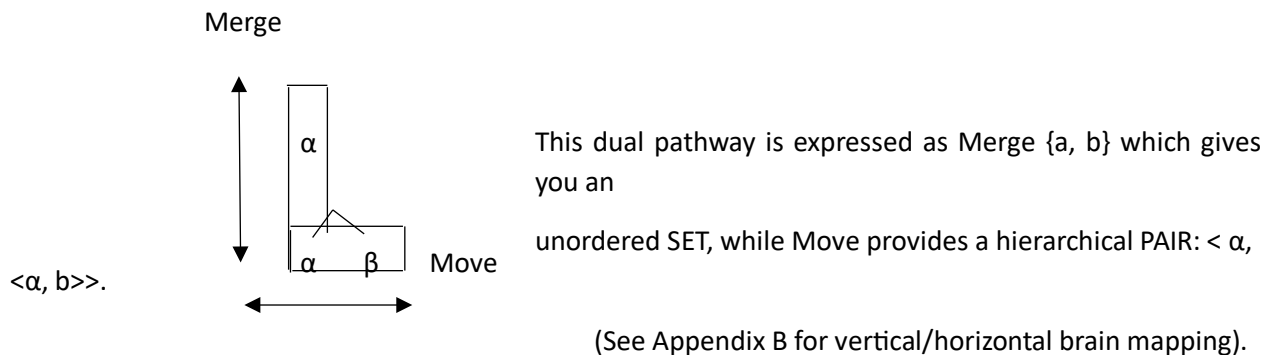 Merge
α
This dual pathway is expressed as Merge {a, b} which gives
you an
unordered SET, while Move provides a hierarchical PAIR: < α,
α β Move
<α, b>>.
(See Appendix B for vertical/horizontal brain mapping).